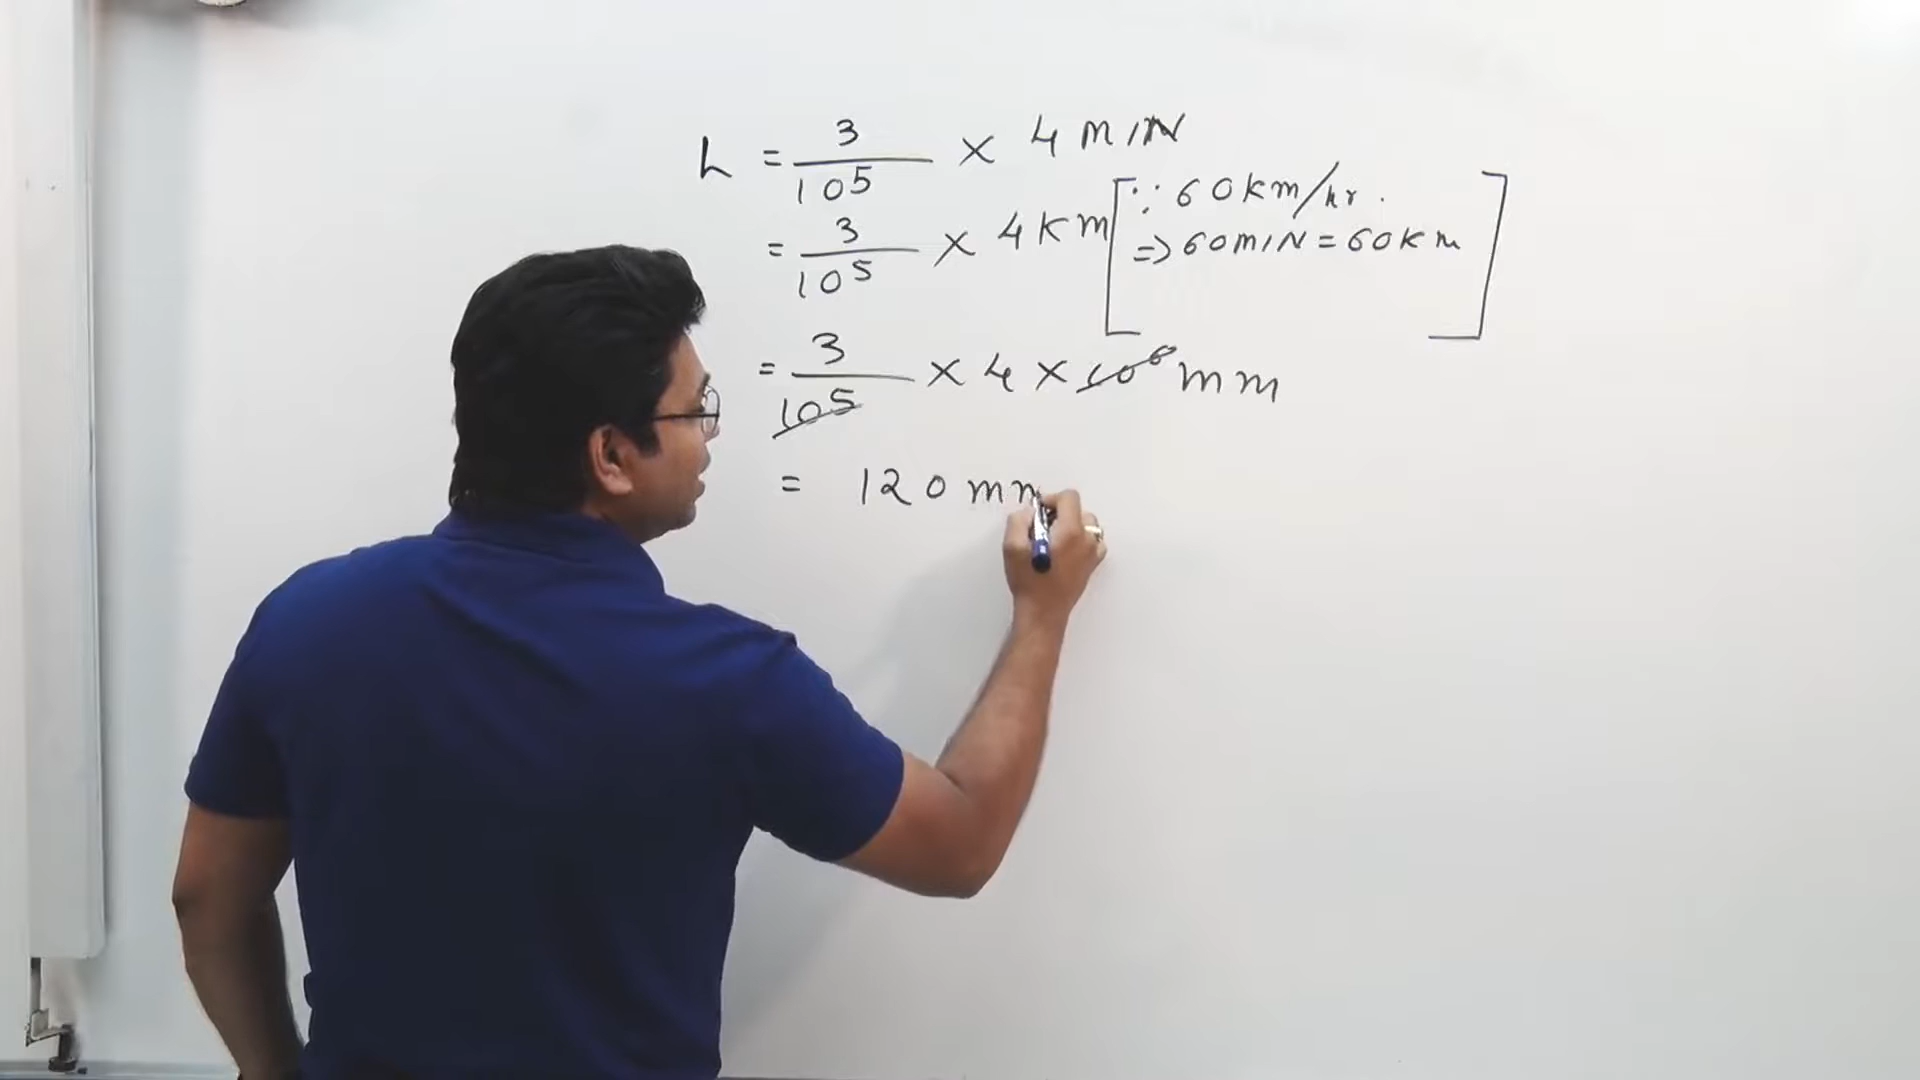 L = 3/10⁵ × 4 MIN
= 3/10⁵ × 4 KM [∵ 60 km/hr.
⇒ 60 MIN = 60 km]
= 3/10⁵ × 4 × 10⁶ mm
= 120 mm